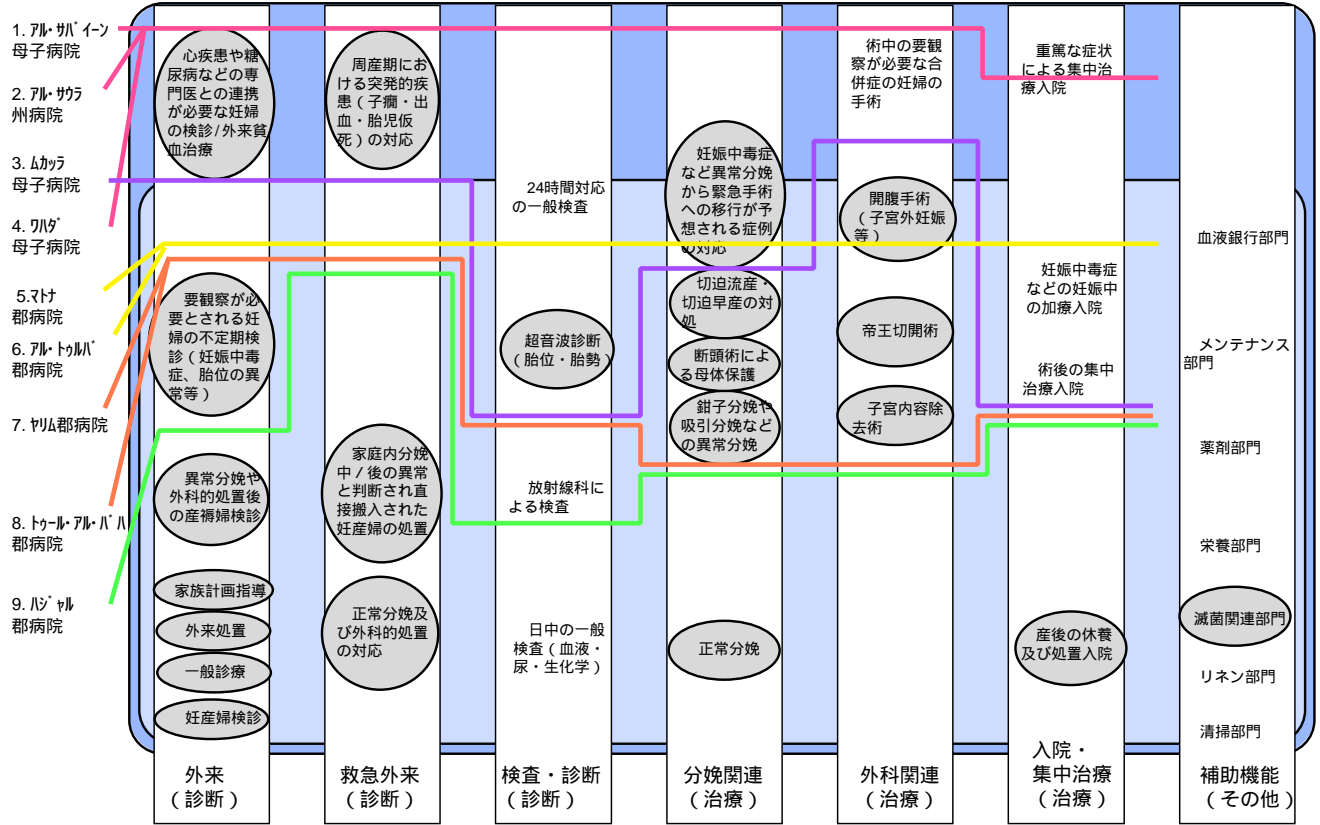 1. ｱﾙ･ｻﾊﾞｲｰﾝ
母子病院
2. ｱﾙ･ｻｳﾗ
州病院
3. ﾑｶｯﾗ
母子病院
4. ﾜﾊﾀﾞ
母子病院
5.ﾏﾄﾅ
郡病院
6. ｱﾙ･ﾄｩﾙﾊﾞ
郡病院
7. ﾔﾘﾑ郡病院
8. ﾄｩｰﾙ･ｱﾙ･ﾊﾞﾊ
郡病院
9. ﾊｼﾞｬﾙ
郡病院
心疾患や糖
尿病などの専
門医との連携
が必要な妊婦
の検診/外来貧
血治療
要観察が必
要とされる妊
婦の不定期検
診（妊娠中毒
症、胎位の異
常等）
異常分娩や
外科的処置後
の産褥婦検診
家族計画指導
外来処置
一般診療
妊産婦検診
外来
（診断）
周産期にお
ける突発的疾
患（子癇・出
血・胎児仮
死）の対応
家庭内分娩
中／後の異常
と判断され直
接搬入された
妊産婦の処置
正常分娩及
び外科的処置
の対応
救急外来
（診断）
24時間対応
の一般検査
超音波診断
（胎位・胎勢）
放射線科に
よる検査
日中の一般
検査（血液・
尿・生化学）
検査・診断
（診断）
妊娠中毒症
など異常分娩
から緊急手術
への移行が予
想される症例
の対応
切迫流産・
切迫早産の対
処
断頭術によ
る母体保護
鉗子分娩や
吸引分娩などの
の異常分娩
正常分娩
分娩関連
（治療）
術中の要観
察が必要な合
併症の妊婦の
手術
開腹手術
（子宮外妊娠
等）
帝王切開術
子宮内容除
去術
外科関連
（治療）
重篤な症状
による集中治
療入院
妊娠中毒症
などの妊娠中
の加療入院
術後の集中
治療入院
産後の休養
及び処置入院
入院・
集中治療
（治療）
血液銀行部門
メンテナンス
部門
薬剤部門
栄養部門
滅菌関連部門
リネン部門
清掃部門
補助機能
（その他）